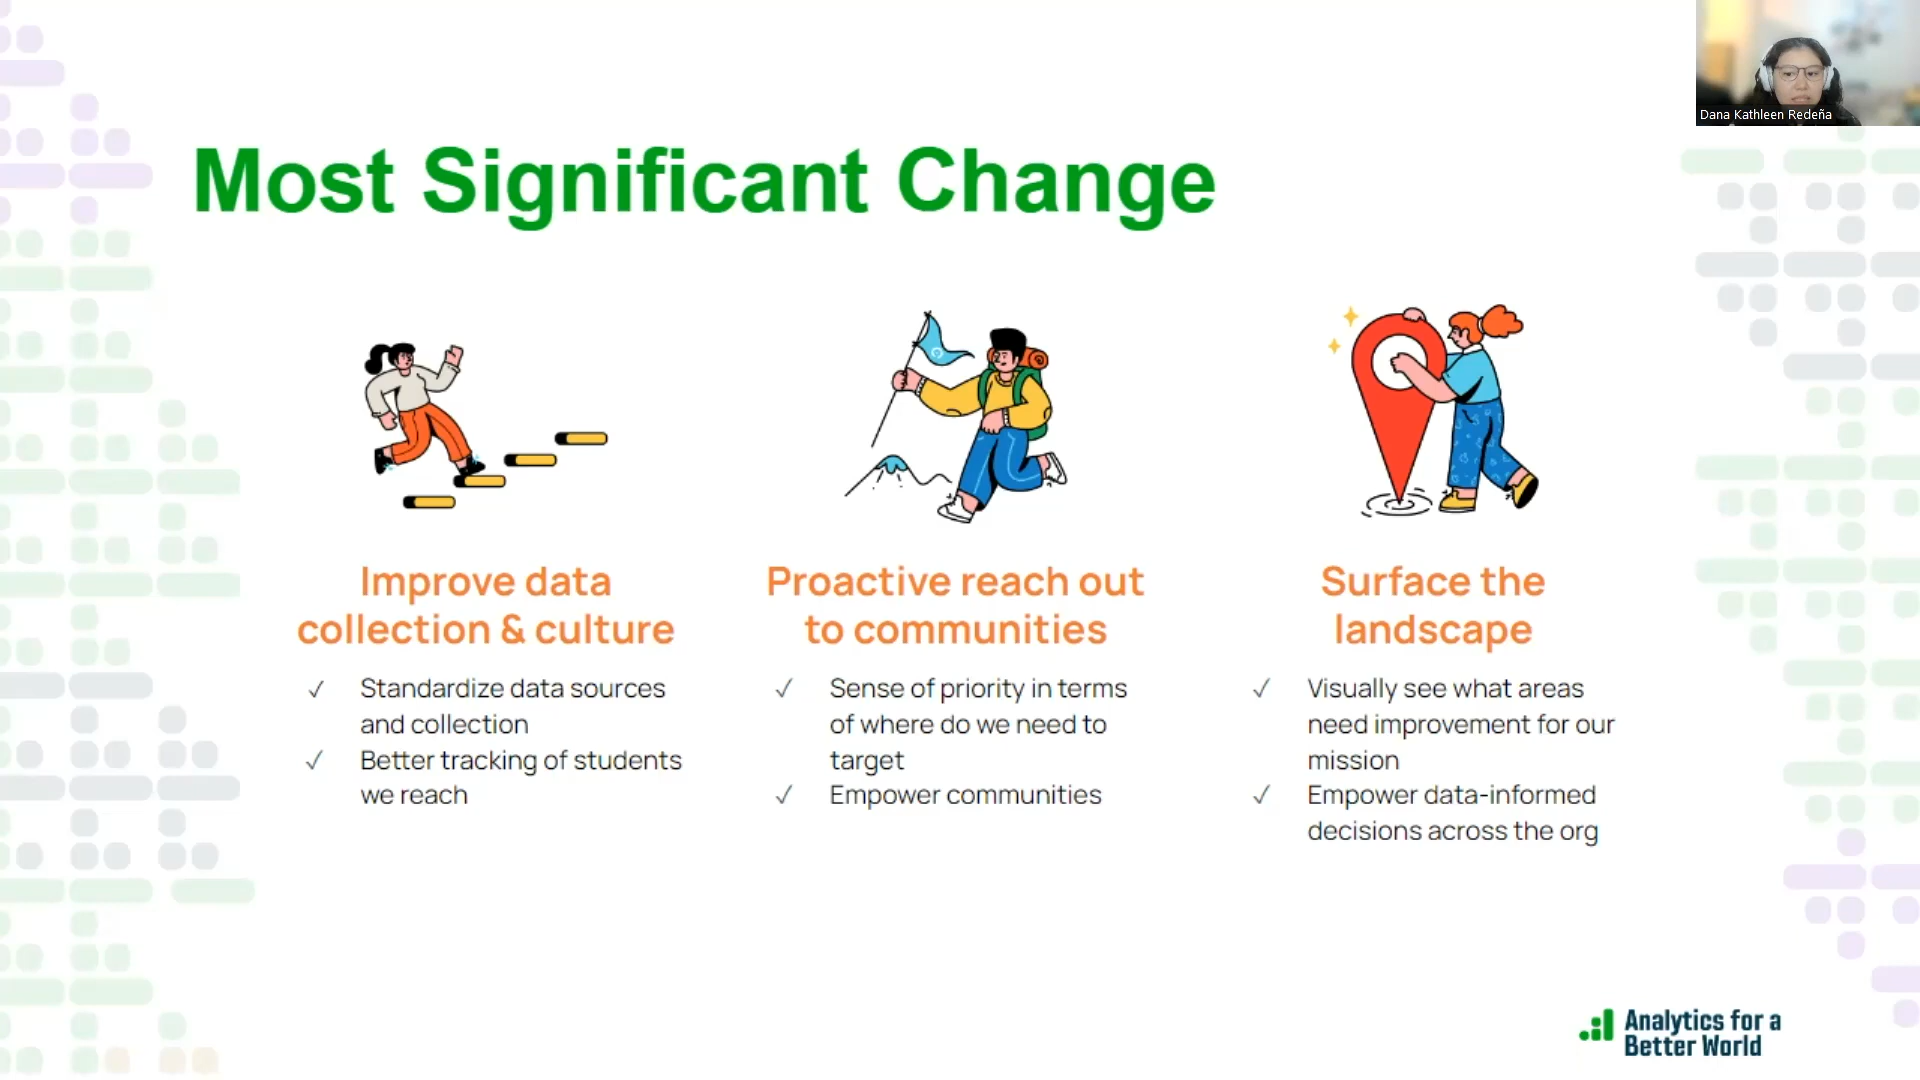 Dana Kathleen Redeña
Most Significant Change
Improve data
collection & culture
✓ Standardize data sources
and collection
✓ Better tracking of students
we reach
Proactive reach out
to communities
✓ Sense of priority in terms
of where do we need to
target
✓ Empower communities
Surface the
landscape
✓ Visually see what areas
need improvement for our
mission
✓ Empower data-informed
decisions across the org
Analytics for a
Better World